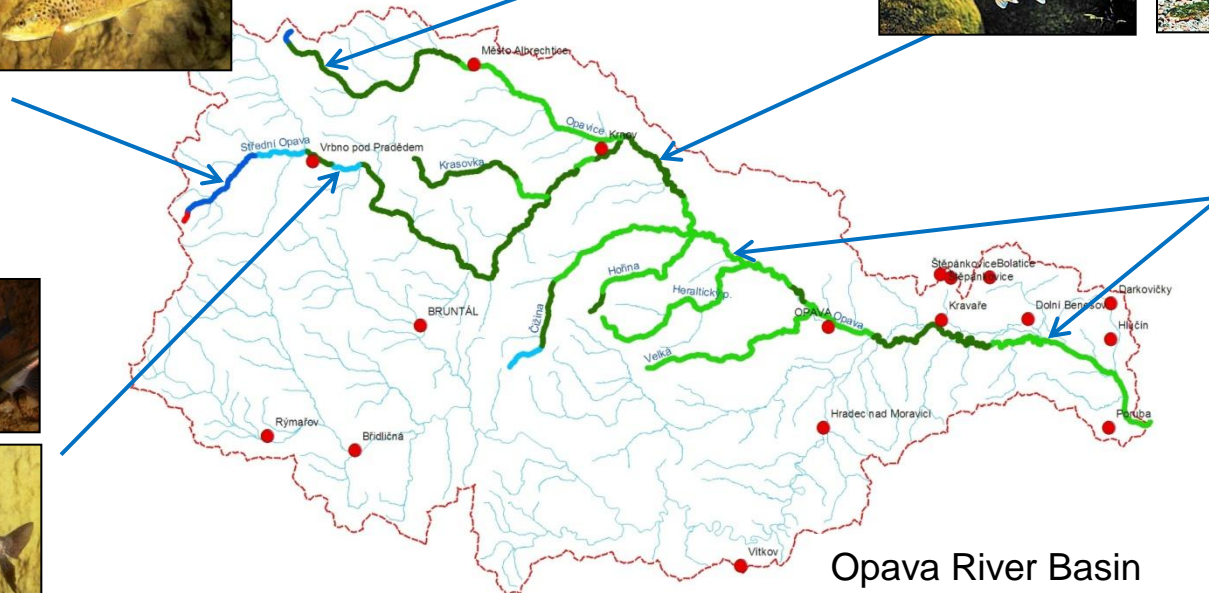 Město Albrechtice
Opavice
Krnov
Střední Opava
Vrbno pod Pradědem
Krasovka
Hořina
Heraltický p.
Čižina
BRUNTÁL
Velká
OPAVA
Opava
ŠtěpánkoviceBolatice
Štěpánkovice
Kravaře
Dolní Benešov
Darkovičky
Hlučín
Poruba
Hradec nad Moravicí
Rýmařov
Břidličná
Vítkov
Opava River Basin